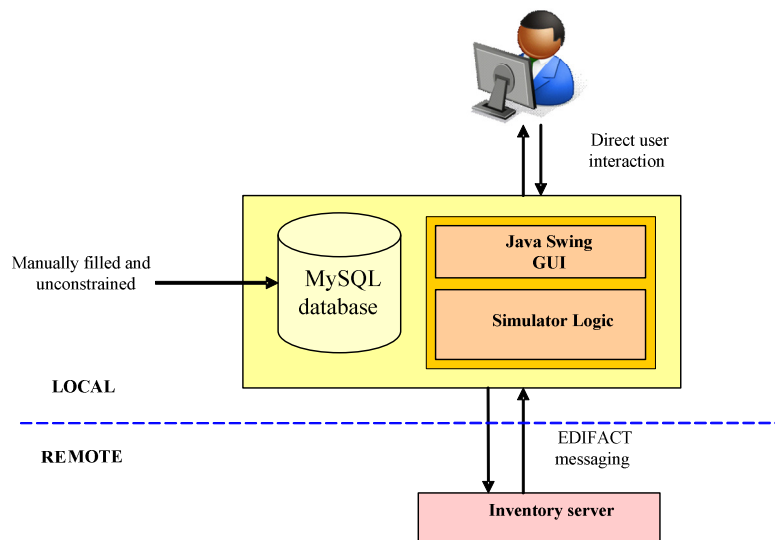 Direct user
interaction
Java Swing
GUI
Manually filled and
unconstrained
MySQL
database
Simulator Logic
LOCAL
REMOTE
EDIFACT
messaging
Inventory server